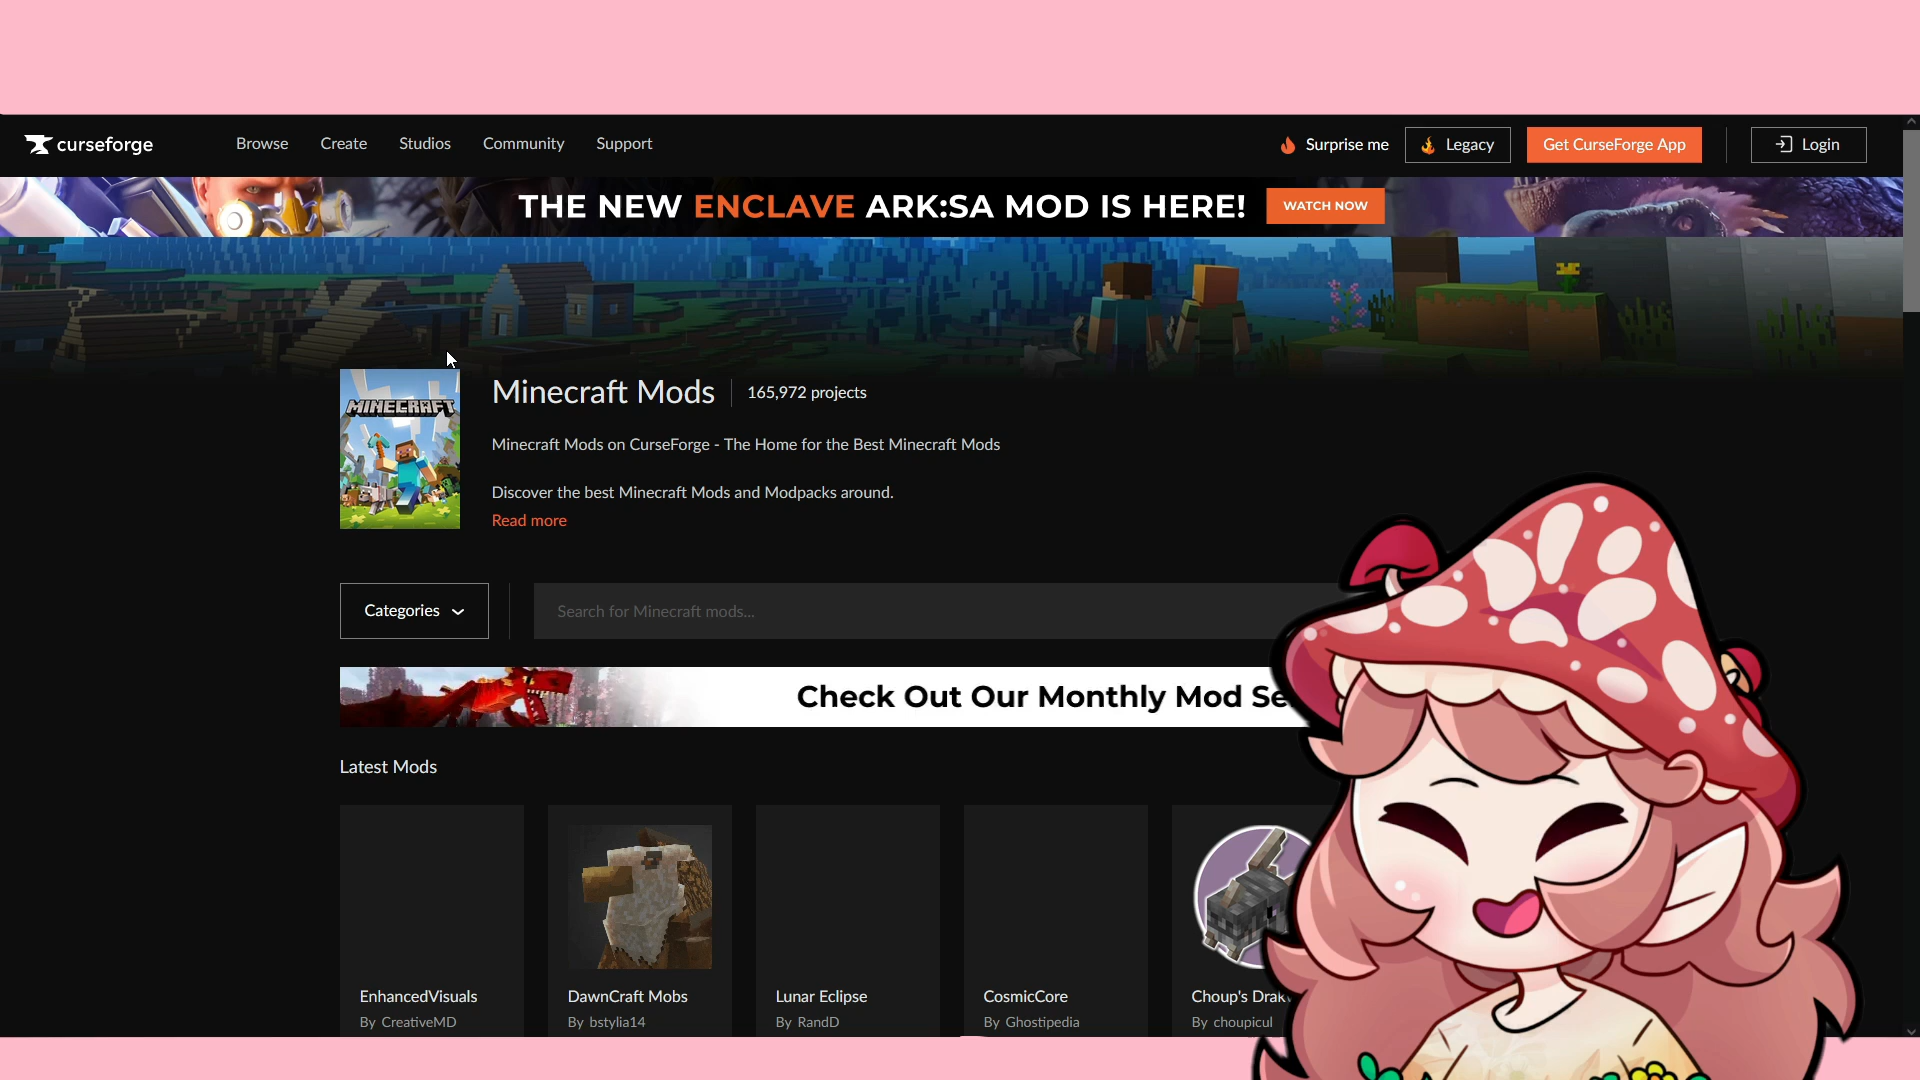 curseforge
Browse
Create
Studios
Community
Support
Surprise me
Legacy
Get CurseForge App
Login
THE NEW ENCLAVE ARK:SA MOD IS HERE!
WATCH NOW
MINECRAFT
Minecraft Mods
165,972 projects
Minecraft Mods on CurseForge - The Home for the Best Minecraft Mods
Discover the best Minecraft Mods and Modpacks around.
Read more
Categories
Search for Minecraft mods...
Check Out Our Monthly Mod
Latest Mods
EnhancedVisuals
By CreativeMD
DawnCraft Mobs
By bstylia14
Lunar Eclipse
By RandD
CosmicCore
By Ghostipedia
Choup's
By choupicul